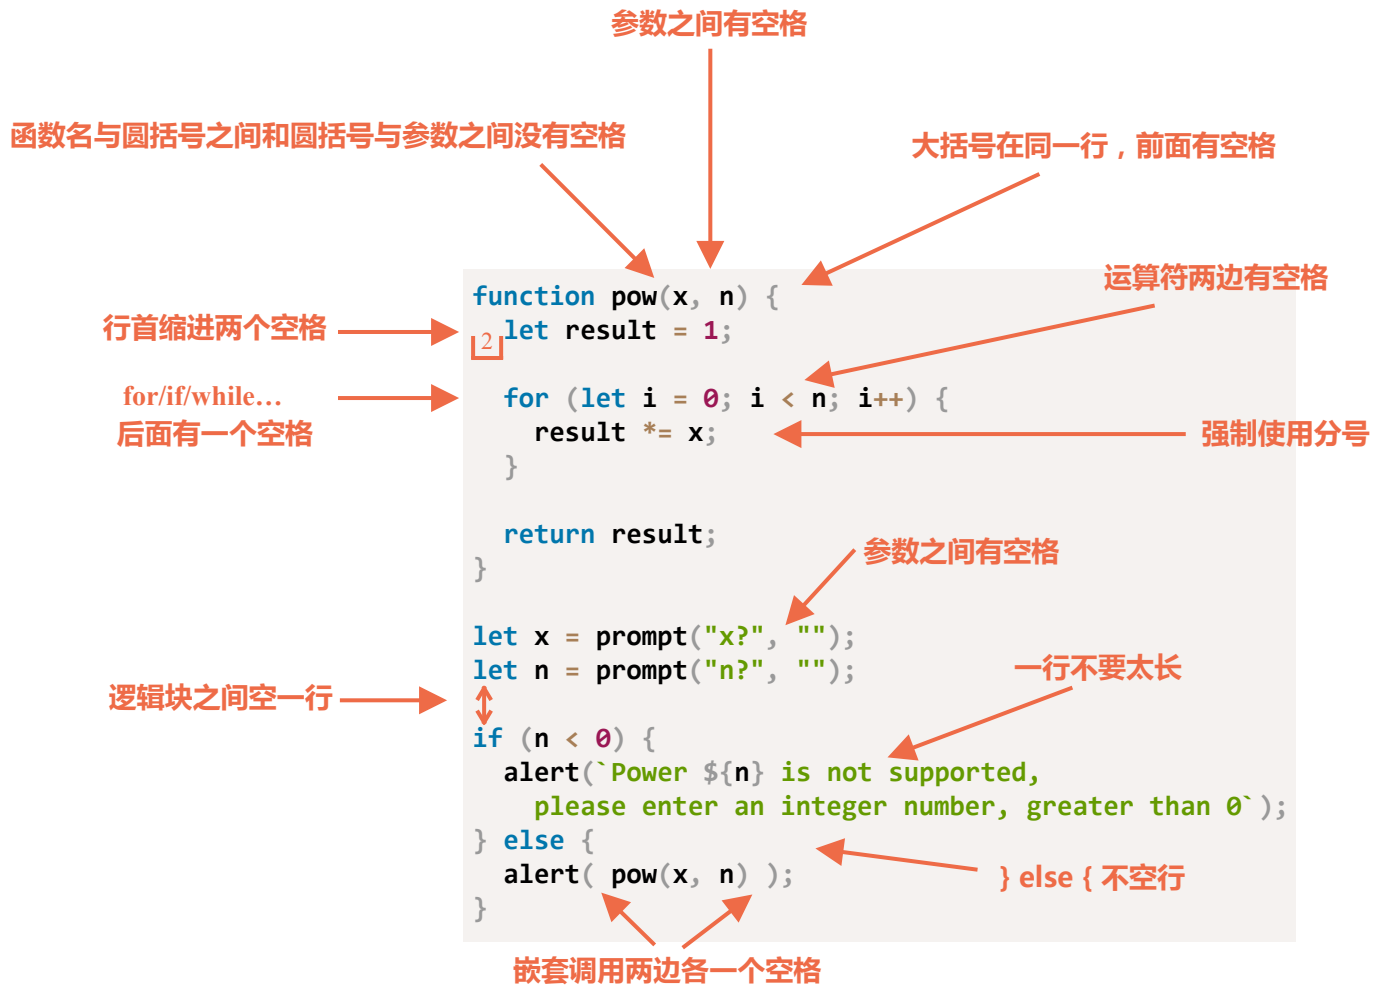 参数之间有空格
函数名与圆括号之间和圆括号与参数之间没有空格
大括号在同一行，前面有空格
运算符两边有空格
function pow(x, n) {
行首缩进两个空格
2
  let result = 1;
for/if/while…
后面有一个空格
  for (let i = 0; i < n; i++) {
    result *= x;
强制使用分号
  }
  return result;
}
参数之间有空格
let x = prompt("x?", "");
let n = prompt("n?", "");
一行不要太长
逻辑块之间空一行
if (n < 0) {
  alert(`Power ${n} is not supported,
    please enter an integer number, greater than 0`);
} else {
  alert( pow(x, n) );
} else { 不空行
}
嵌套调用两边各一个空格